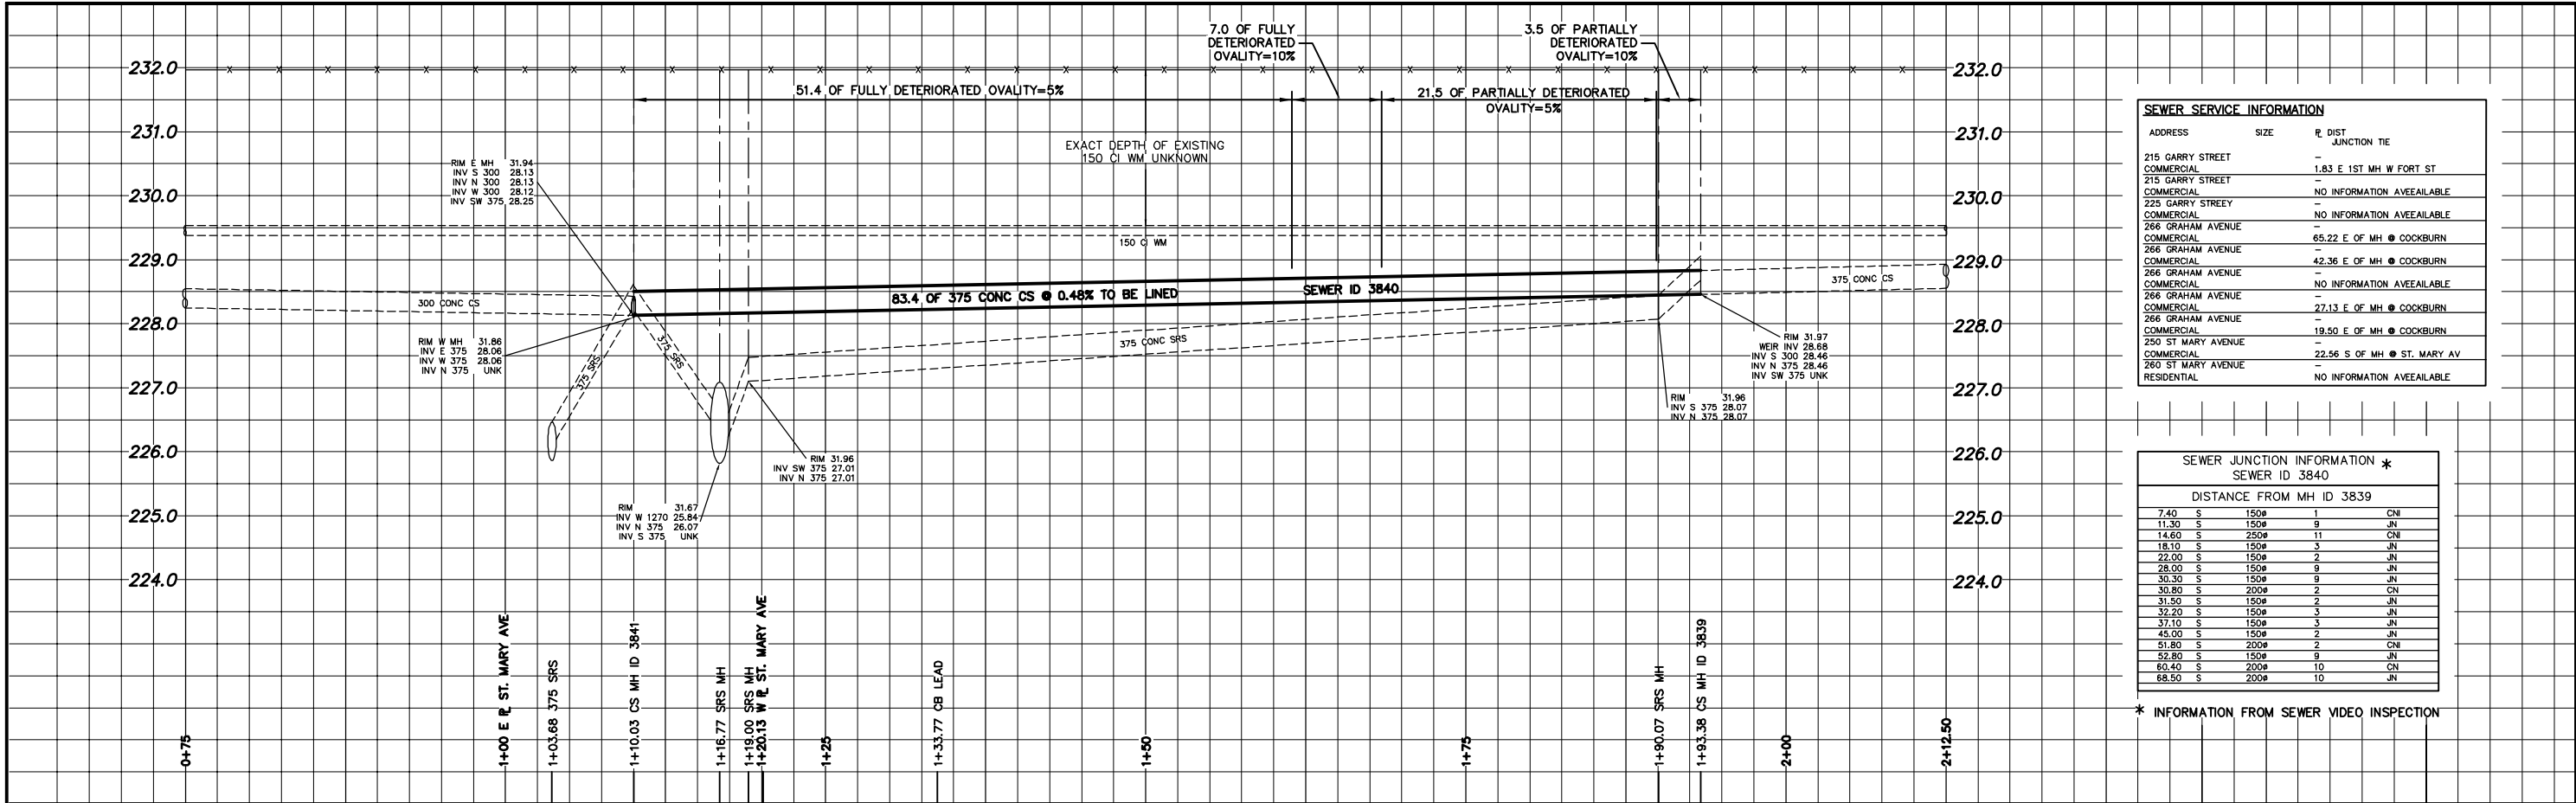 7.0 OF FULLY
DETERIORATED
OVALITY=10%
3.5 OF PARTIALLY
DETERIORATED
OVALITY=10%
232.0
232.0
51.4 OF FULLY DETERIORATED OVALITY=5%
21.5 OF PARTIALLY DETERIORATED
OVALITY=5%
231.0
231.0
EXACT DEPTH OF EXISTING
150 CI WM UNKNOWN
RIM E MH 31.94
INV S 300 28.13
INV N 300 28.13
INV W 300 28.12
INV SW 375 28.25
230.0
230.0
150 CI WM
229.0
229.0
300 CONC CS
83.4 OF 375 CONC CS @ 0.48% TO BE LINED
SEWER ID 3840
375 CONC CS
228.0
228.0
RIM W MH 31.86
INV E 375 28.06
INV W 375 28.06
INV N 375 UNK
375 SRS
375 SRS
375 CONC SRS
RIM 31.97
WEIR INV 28.68
INV S 300 28.46
INV N 375 28.46
INV SW 375 UNK
227.0
227.0
RIM 31.96
INV S 375 28.07
INV N 375 28.07
226.0
226.0
RIM 31.96
INV SW 375 27.01
INV N 375 27.01
RIM 31.67
INV W 1270 25.84
INV N 375 26.07
INV S 375 UNK
225.0
225.0
224.0
224.0
0+75
1+00 E PL ST. MARY AVE
1+03.68 375 SRS
1+10.03 CS MH ID 3841
1+16.77 SRS MH
1+19.00 SRS MH
1+20.13 W PL ST. MARY AVE
1+25
1+33.77 CB LEAD
1+50
1+75
1+90.07 SRS MH
1+93.38 CS MH ID 3839
2+00
2+12.50
SEWER SERVICE INFORMATION
ADDRESS SIZE PL DIST
JUNCTION TIE
215 GARRY STREET –
COMMERCIAL 1.83 E 1ST MH W FORT ST
215 GARRY STREET –
COMMERCIAL NO INFORMATION AVEEAILABLE
225 GARRY STREEY –
COMMERCIAL NO INFORMATION AVEEAILABLE
266 GRAHAM AVENUE –
COMMERCIAL 65.22 E OF MH @ COCKBURN
266 GRAHAM AVENUE –
COMMERCIAL 42.36 E OF MH @ COCKBURN
266 GRAHAM AVENUE –
COMMERCIAL NO INFORMATION AVEEAILABLE
266 GRAHAM AVENUE –
COMMERCIAL 27.13 E OF MH @ COCKBURN
266 GRAHAM AVENUE –
COMMERCIAL 19.50 E OF MH @ COCKBURN
250 ST MARY AVENUE –
COMMERCIAL 22.56 S OF MH @ ST. MARY AV
260 ST MARY AVENUE –
RESIDENTIAL NO INFORMATION AVEEAILABLE
SEWER JUNCTION INFORMATION *
SEWER ID 3840
DISTANCE FROM MH ID 3839
7.40 S 150ø 1 CNI
11.30 S 150ø 9 JN
14.60 S 250ø 11 CNI
18.10 S 150ø 3 JN
22.00 S 150ø 2 JN
28.00 S 150ø 9 JN
30.30 S 150ø 9 JN
30.80 S 200ø 2 CN
31.50 S 150ø 2 JN
32.20 S 150ø 3 JN
37.10 S 150ø 3 JN
45.00 S 150ø 2 JN
51.80 S 200ø 2 CNI
52.80 S 150ø 9 JN
60.40 S 200ø 10 CN
68.50 S 200ø 10 JN
* INFORMATION FROM SEWER VIDEO INSPECTION